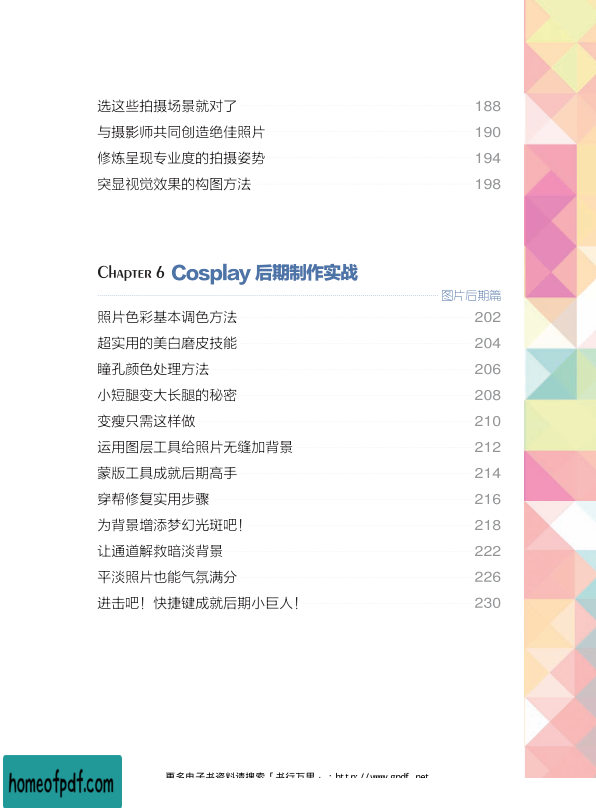 选这些拍摄场景就对了 188
与摄影师共同创造绝佳照片 190
修炼呈现专业度的拍摄姿势 194
突显视觉效果的构图方法 198
CHAPTER 6 Cosplay 后期制作实战
图片后期篇
照片色彩基本调色方法 202
超实用的美白磨皮技能 204
瞳孔颜色处理方法 206
小短腿变大长腿的秘密 208
变瘦只需这样做 210
运用图层工具给照片无缝加背景 212
蒙版工具成就后期高手 214
穿帮修复实用步骤 216
为背景增添梦幻光斑吧！ 218
让通道解救暗淡背景 222
平淡照片也能气氛满分 226
进击吧！快捷键成就后期小巨人！ 230
homeofpdf.com
更多电子书资料请搜索「书行万里」：http://www.gpdf.net